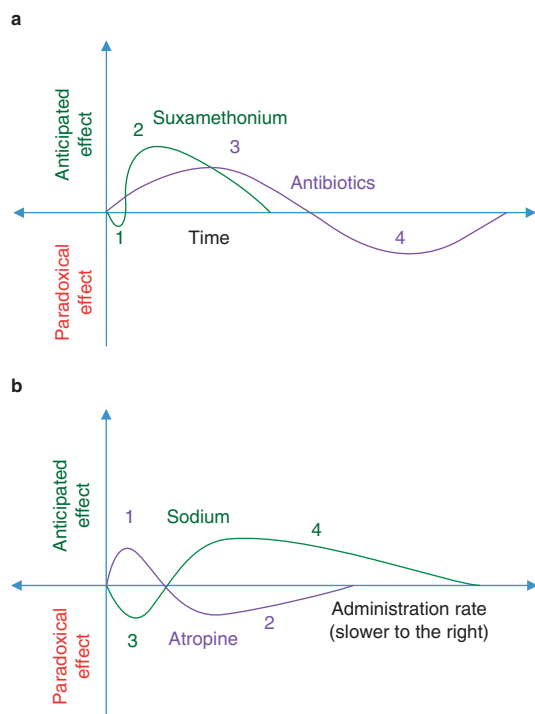 a
Anticipated
effect
Paradoxical
effect
2
Suxamethonium
3
Antibiotics
1
Time
4
b
Anticipated
effect
Paradoxical
effect
1
Sodium
4
3
Atropine
2
Administration rate
(slower to the right)